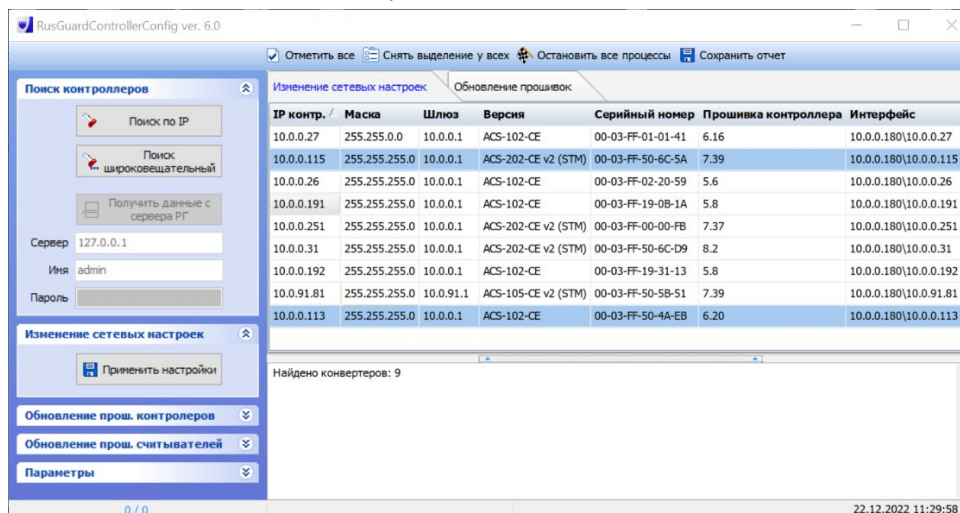 RusGuardControllerConfig ver. 6.0
Отметить все Снять выделение у всех Остановить все процессы Сохранить отчет
Поиск контроллеров
Поиск по IP
Поиск
широковещательный
Получить данные с
сервера РГ
Сервер 127.0.0.1
Имя admin
Пароль
Изменение сетевых настроек
Применить настройки
Обновление прош. контролеров
Обновление прош. считывателей
Параметры
Изменение сетевых настроек Обновление прошивок
IP контр. Маска Шлюз Версия Серийный номер Прошивка контроллера Интерфейс
10.0.0.27 255.255.0.0 10.0.0.1 ACS-102-CE 00-03-FF-01-01-41 6.16 10.0.0.180\10.0.0.27
10.0.0.115 255.255.255.0 10.0.0.1 ACS-202-CE v2 (STM) 00-03-FF-50-6C-5A 7.39 10.0.0.180\10.0.0.115
10.0.0.26 255.255.255.0 10.0.0.1 ACS-102-CE 00-03-FF-02-20-59 5.6 10.0.0.180\10.0.0.26
10.0.0.191 255.255.255.0 10.0.0.1 ACS-102-CE 00-03-FF-19-0B-1A 5.8 10.0.0.180\10.0.0.191
10.0.0.251 255.255.255.0 10.0.0.1 ACS-202-CE v2 (STM) 00-03-FF-00-00-FB 7.37 10.0.0.180\10.0.0.251
10.0.0.31 255.255.255.0 10.0.0.1 ACS-202-CE v2 (STM) 00-03-FF-50-6C-D9 8.2 10.0.0.180\10.0.0.31
10.0.0.192 255.255.255.0 10.0.0.1 ACS-102-CE 00-03-FF-19-31-13 5.8 10.0.0.180\10.0.0.192
10.0.91.81 255.255.255.0 10.0.91.1 ACS-105-CE v2 (STM) 00-03-FF-50-5B-51 7.39 10.0.0.180\10.0.91.81
10.0.0.113 255.255.255.0 10.0.0.1 ACS-102-CE 00-03-FF-50-4A-EB 6.20 10.0.0.180\10.0.0.113
Найдено конвертеров: 9
0 / 0 22.12.2022 11:29:58